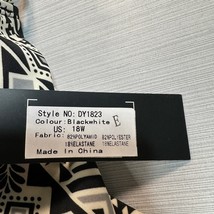 Style NO: DY1823
Colour: Blackwhite E
US: 18W
Fabric: 82%POLYAMID 82%POLYESTER
18%ELASTANE 18%ELASTANE
Made In China